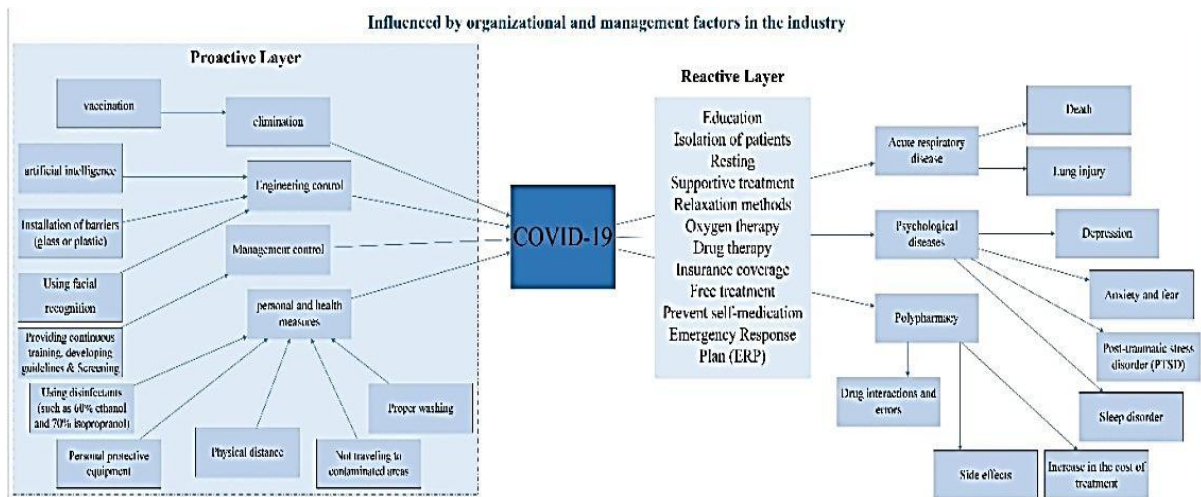 Influenced by organizational and management factors in the industry
Proactive Layer
vaccination
elimination
artificial intelligence
Engineering control
Installation of barriers
(glass or plastic)
Management control
Using facial
recognition
personal and health
measures
Providing continuous
training, developing
guidelines & Screening
Using disinfectants
(such as 60% ethanol
and 70% isopropranol)
Proper washing
Personal protective
equipment
Physical distance
Not traveling to
contaminated areas
COVID-19
Reactive Layer
Education
Isolation of patients
Resting
Supportive treatment
Relaxation methods
Oxygen therapy
Drug therapy
Insurance coverage
Free treatment
Prevent self-medication
Emergency Response
Plan (ERP)
Acute respiratory
disease
Death
Lung injury
Psychological
diseases
Depression
Anxiety and fear
Post-traumatic stress
disorder (PTSD)
Sleep disorder
Polypharmacy
Drug interactions and
errors
Side effects
Increase in the cost of
treatment